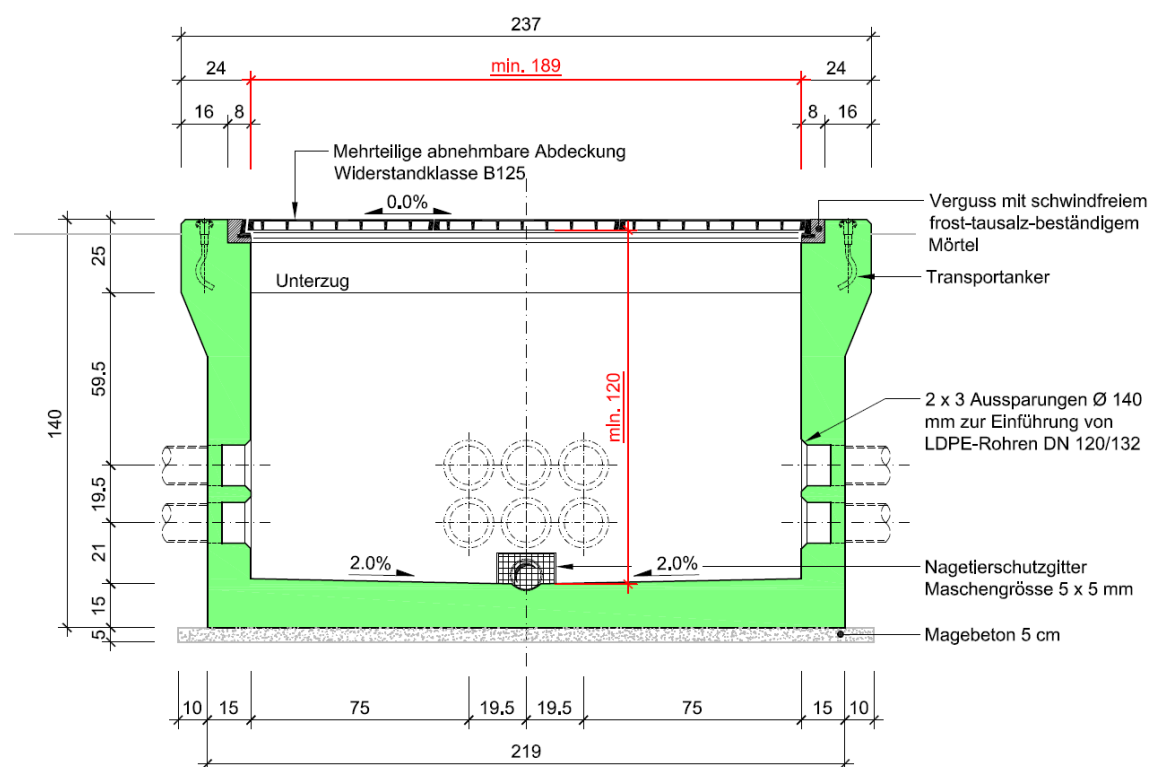 237
24
min. 189
24
16
8
8
16
Mehrteilige abnehmbare Abdeckung
Widerstandklasse B125
0.0%
Verguss mit schwindfreiem
frost-tausalz-beständigem
Mörtel
Transportanker
Unterzug
25
59.5
140
19.5
21
15
5
min. 120
2 x 3 Aussparungen Ø 140
mm zur Einführung von
LDPE-Rohren DN 120/132
2.0%
2.0%
Nagetierschutzgitter
Maschengrösse 5 x 5 mm
Magebeton 5 cm
10
15
75
19.5
19.5
75
15
10
219